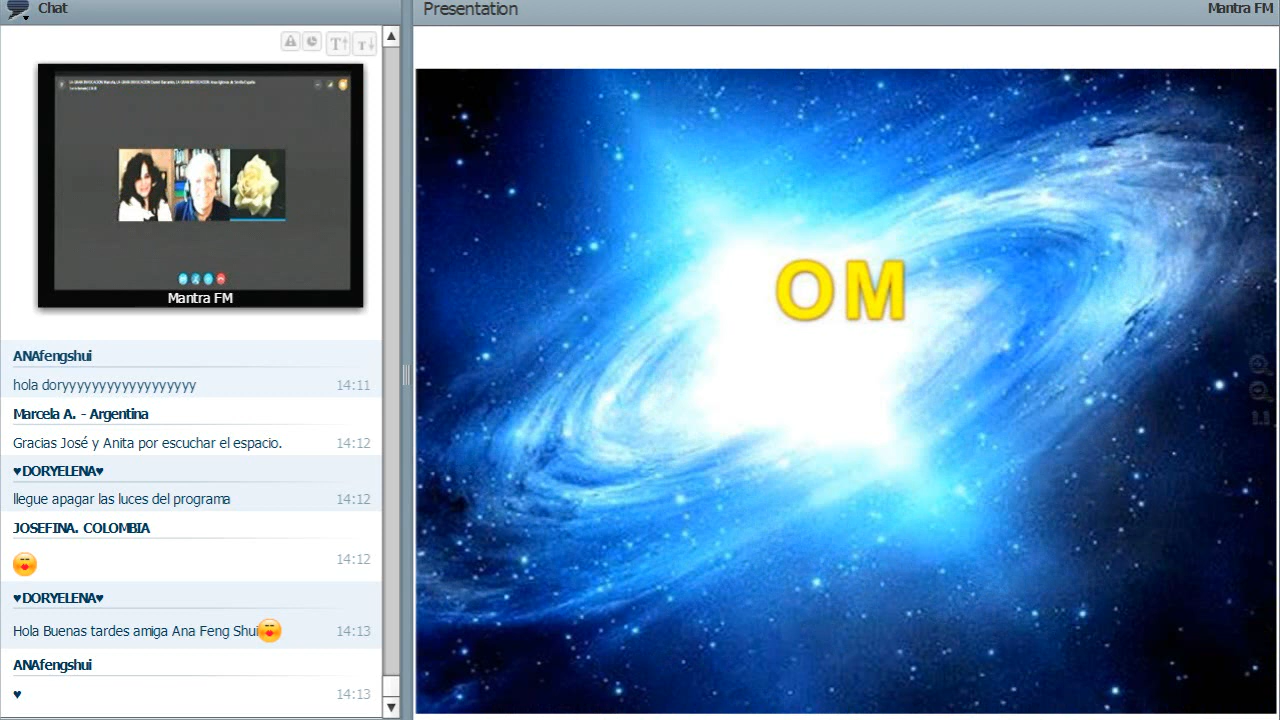 Chat
Presentation
Mantra FM
Mantra FM
ANAfengshui
hola doryyyyyyyyyyyyyyyyyy 14:11
Marcela A. - Argentina
Gracias José y Anita por escuchar el espacio. 14:12
♥DORYELENA♥
llegue apagar las luces del programa 14:12
JOSEFINA. COLOMBIA
14:12
♥DORYELENA♥
Hola Buenas tardes amiga Ana Feng Shui 14:13
ANAfengshui
♥ 14:13
OM
1:1